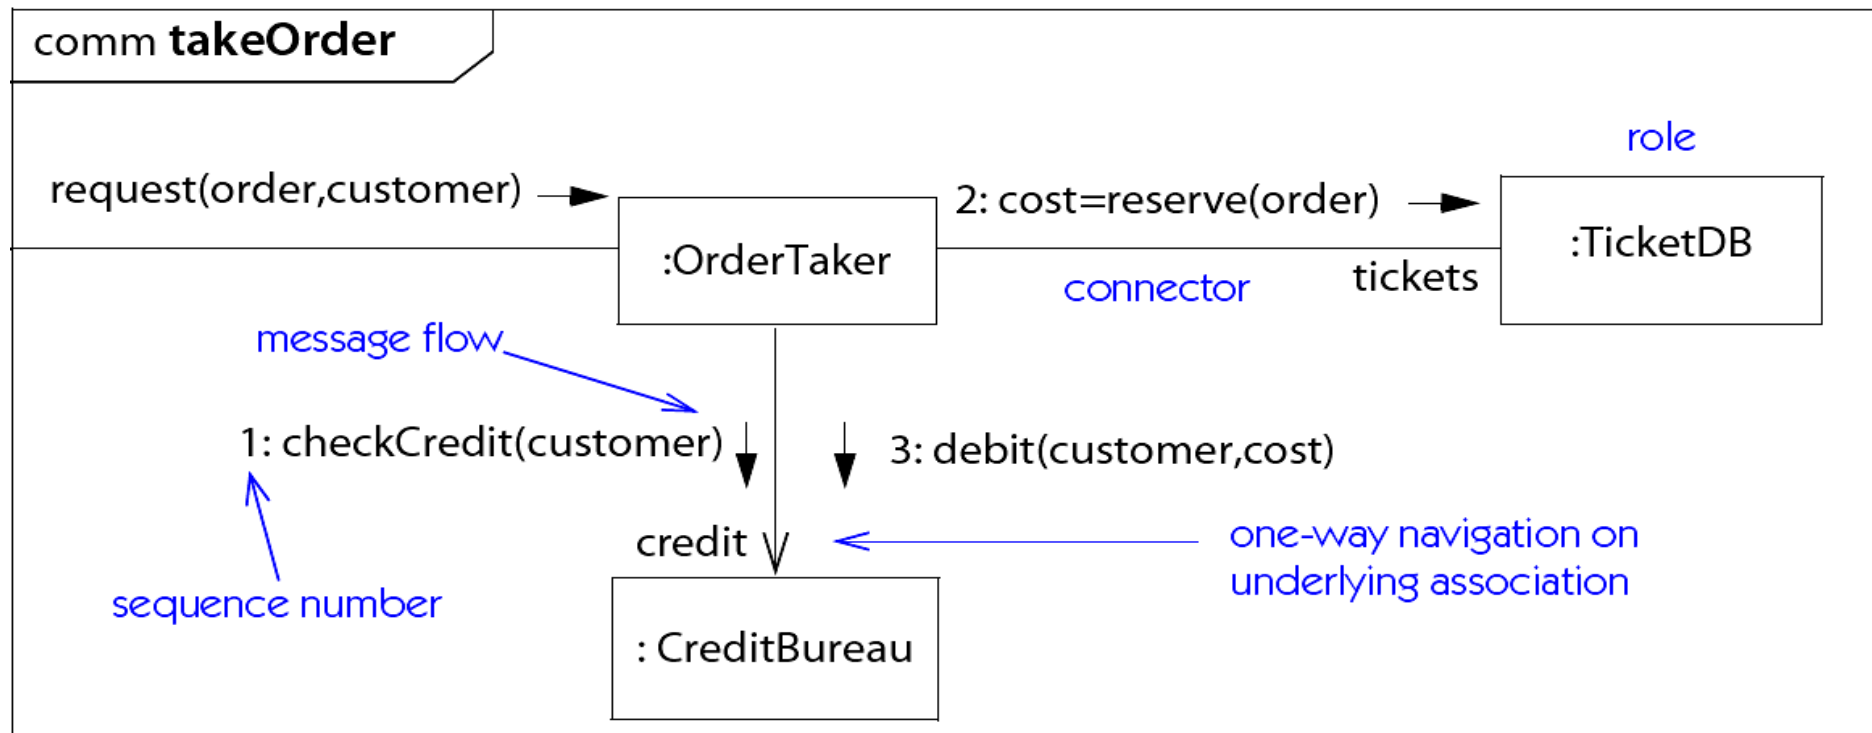 comm takeOrder
role
request(order,customer)
2: cost=reserve(order)
:OrderTaker
:TicketDB
connector
tickets
message flow
1: checkCredit(customer)
3: debit(customer,cost)
credit
one-way navigation on
underlying association
sequence number
: CreditBureau